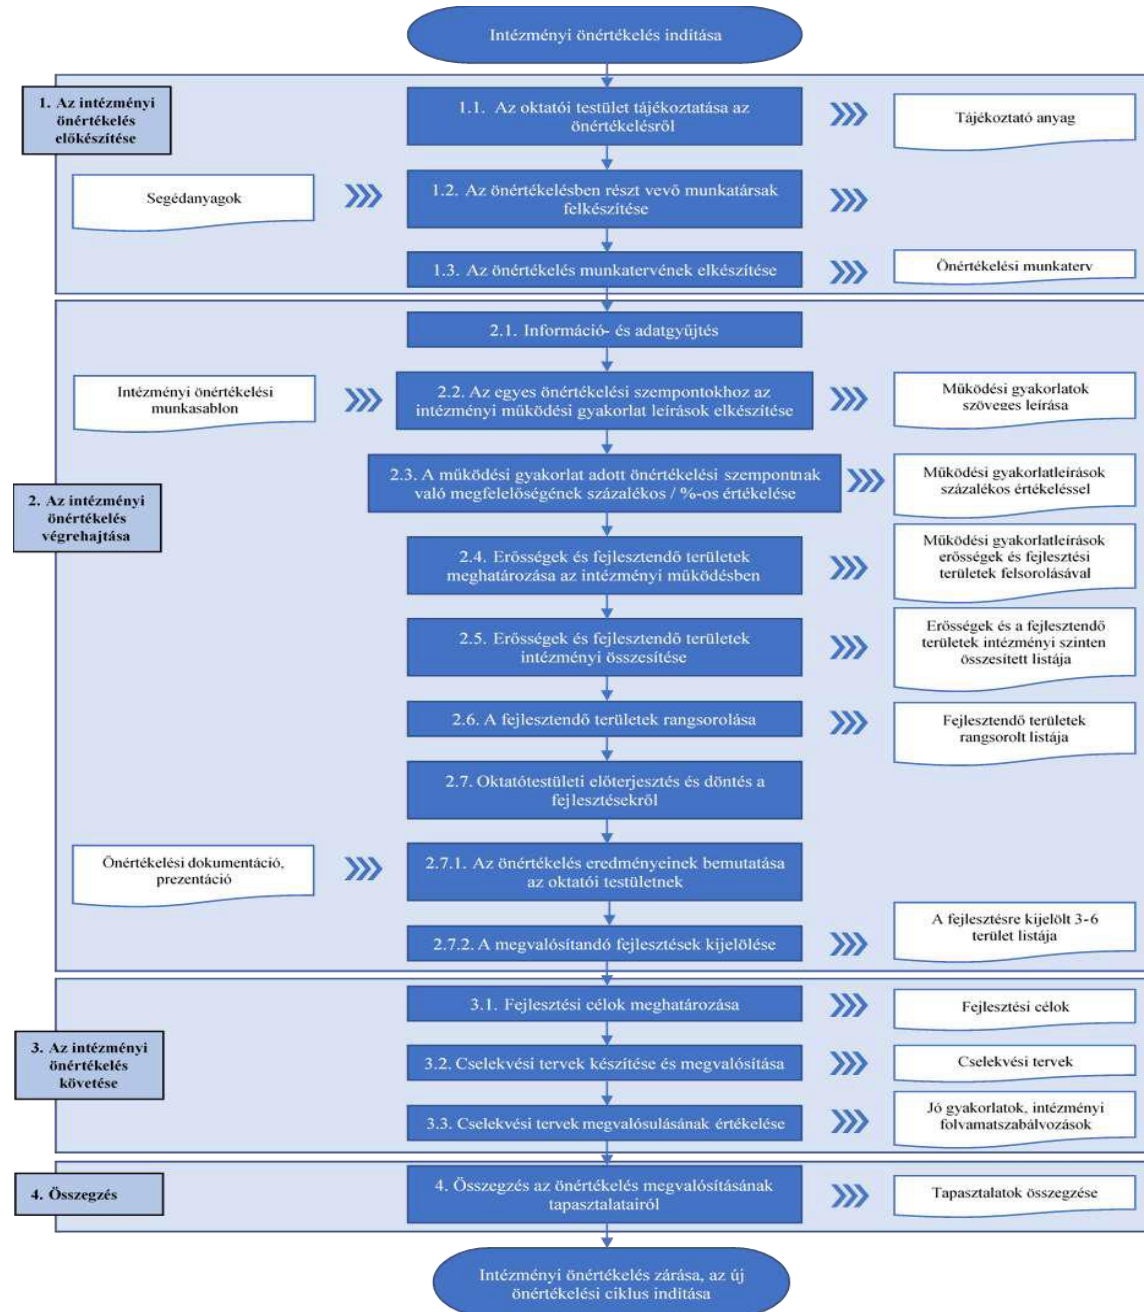 Intézményi önértékelés indítása
1. Az intézményi
önértékelés
előkészítése
1.1. Az oktatói testület tájékoztatása az
önértékelésről
Tájékoztató anyag
Segédanyagok
1.2. Az önértékelésben részt vevő munkatársak
felkészítése
1.3. Az önértékelés munkatervének elkészítése
Önértékelési munkaterv
2. Az intézményi
önértékelés
végrehajtása
2.1. Információ- és adatgyűjtés
Intézményi önértékelési
munkasablon
2.2. Az egyes önértékelési szempontokhoz az
intézményi működési gyakorlat leírások elkészítése
Működési gyakorlatok
szöveges leírása
2.3. A működési gyakorlat adott önértékelési szempontnak
való megfelelőségének százalékos / %-os értékelése
Működési gyakorlatleírások
százalékos értékeléssel
2.4. Erősségek és fejlesztendő területek
meghatározása az intézményi működésben
Működési gyakorlatleírások
erősségek és fejlesztési
területek felsorolásával
2.5. Erősségek és fejlesztendő területek
intézményi összesítése
Erősségek és a fejlesztendő
területek intézményi szinten
összesített listája
2.6. A fejlesztendő területek rangsorolása
Fejlesztendő területek
rangsorolt listája
2.7. Oktatótestületi előterjesztés és döntés a
fejlesztésekről
Önértékelési dokumentáció,
prezentáció
2.7.1. Az önértékelés eredményeinek bemutatása
az oktatói testületnek
2.7.2. A megvalósítandó fejlesztések kijelölése
A fejlesztésre kijelölt 3-6
terület listája
3. Az intézményi
önértékelés
követése
3.1. Fejlesztési célok meghatározása
Fejlesztési célok
3.2. Cselekvési tervek készítése és megvalósítása
Cselekvési tervek
3.3. Cselekvési tervek megvalósulásának értékelése
Jó gyakorlatok, intézményi
folyamatszabályozások
4. Összegzés
4. Összegzés az önértékelés megvalósításának
tapasztalatairól
Tapasztalatok összegzése
Intézményi önértékelés zárása, az új
önértékelési ciklus indítása